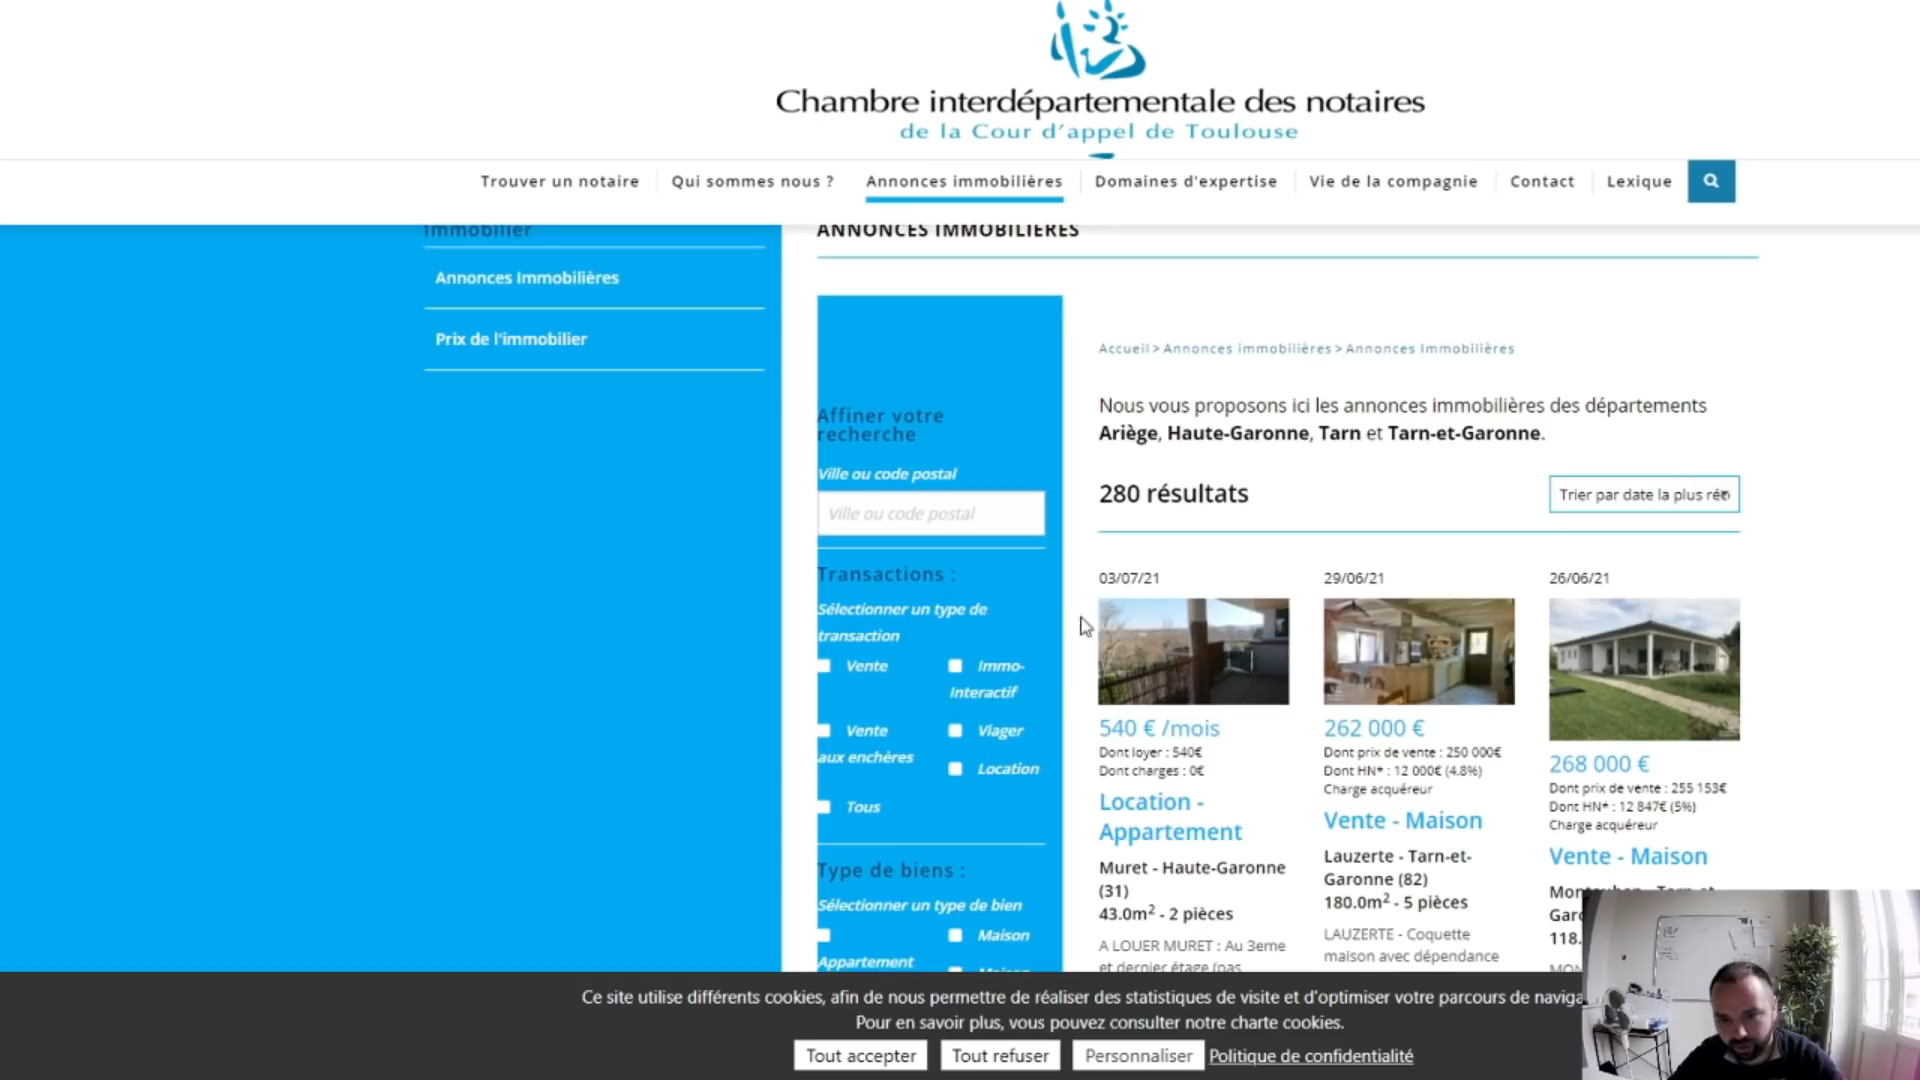 Chambre interdépartementale des notaires
de la Cour d'appel de Toulouse
Trouver un notaire
Qui sommes nous ?
Annonces immobilières
Domaines d'expertise
Vie de la compagnie
Contact
Lexique
Immobilier
Annonces Immobilières
Prix de l'immobilier
ANNONCES IMMOBILIÈRES
Affiner votre
recherche
Ville ou code postal
Ville ou code postal
Transactions :
Sélectionner un type de
transaction
Vente
Immo-
Interactif
Vente
aux enchères
Viager
Location
Tous
Type de biens :
Sélectionner un type de bien
Maison
Appartement
Accueil > Annonces immobilières > Annonces Immobilières
Nous vous proposons ici les annonces immobilières des départements
Ariège, Haute-Garonne, Tarn et Tarn-et-Garonne.
280 résultats
Trier par date la plus
03/07/21
540 € /mois
Dont loyer : 540€
Dont charges : 0€
Location -
Appartement
Muret - Haute-Garonne
(31)
43.0m² - 2 pièces
A LOUER MURET : Au 3eme
et dernier étage (pas
29/06/21
262 000 €
Dont prix de vente : 250 000€
Dont HN* : 12 000€ (4.8%)
Charge acquéreur
Vente - Maison
Lauzerte - Tarn-et-
Garonne (82)
180.0m² - 5 pièces
LAUZERTE - Coquette
maison avec dépendance
26/06/21
268 000 €
Dont prix de vente : 255 153€
Dont HN* : 12 847€ (5%)
Charge acquéreur
Vente - Maison
118.
Ce site utilise différents cookies, afin de nous permettre de réaliser des statistiques de visite et d'optimiser votre parcours de naviga
Pour en savoir plus, vous pouvez consulter notre charte cookies.
Tout accepter
Tout refuser
Personnaliser
Politique de confidentialité